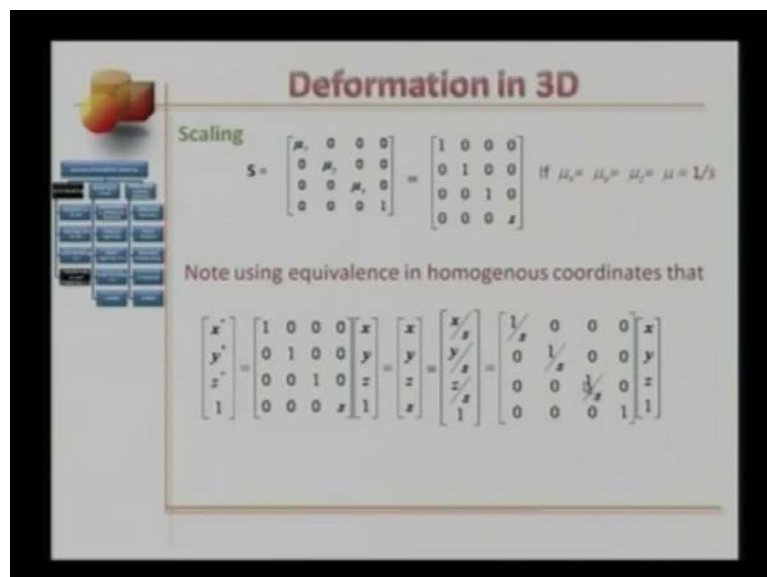 Deformation in 3D
Scaling
S = [μx 0 0 0; 0 μy 0 0; 0 0 μz 0; 0 0 0 1] = [1 0 0 0; 0 1 0 0; 0 0 1 0; 0 0 0 s] If μx= μy= μz= μ = 1/s
Note using equivalence in homogenous coordinates that
[x*; y*; z*; 1] = [1 0 0 0; 0 1 0 0; 0 0 1 0; 0 0 0 s] [x; y; z; 1] = [x; y; z; s] = [x/s; y/s; z/s; 1] = [1/s 0 0 0; 0 1/s 0 0; 0 0 1/s 0; 0 0 0 1] [x; y; z; 1]